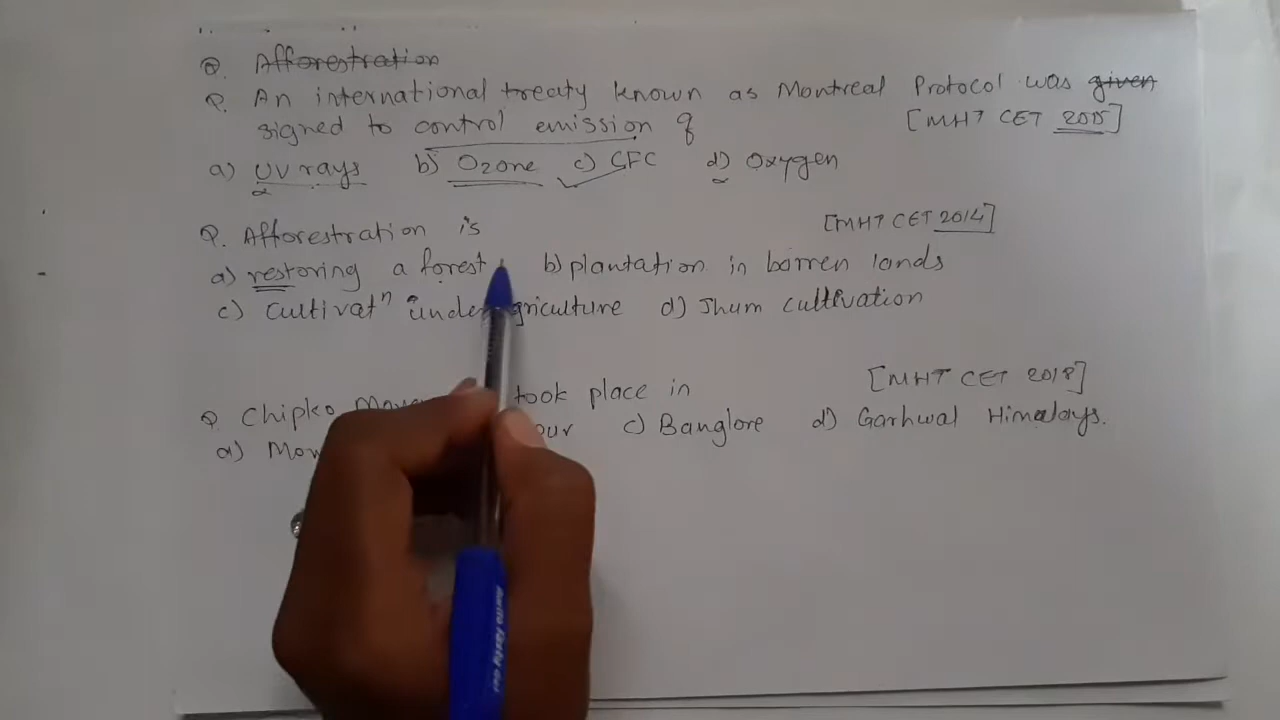 Q. Afforestration
Q. An international treaty known as Montreal Protocol was given
signed to control emission of [MHT CET 2015]
a) UV rays b) Ozone c) CFC d) Oxygen
Q. Afforestration is [MHT CET 2014]
a) restoring a forest b) plantation in barren lands
c) Cultivatⁿ under griculture d) Jhum cultivation
Q Chipko took place in [MHT CET 2018]
a) c) Banglore d) Garhwal Himalays.